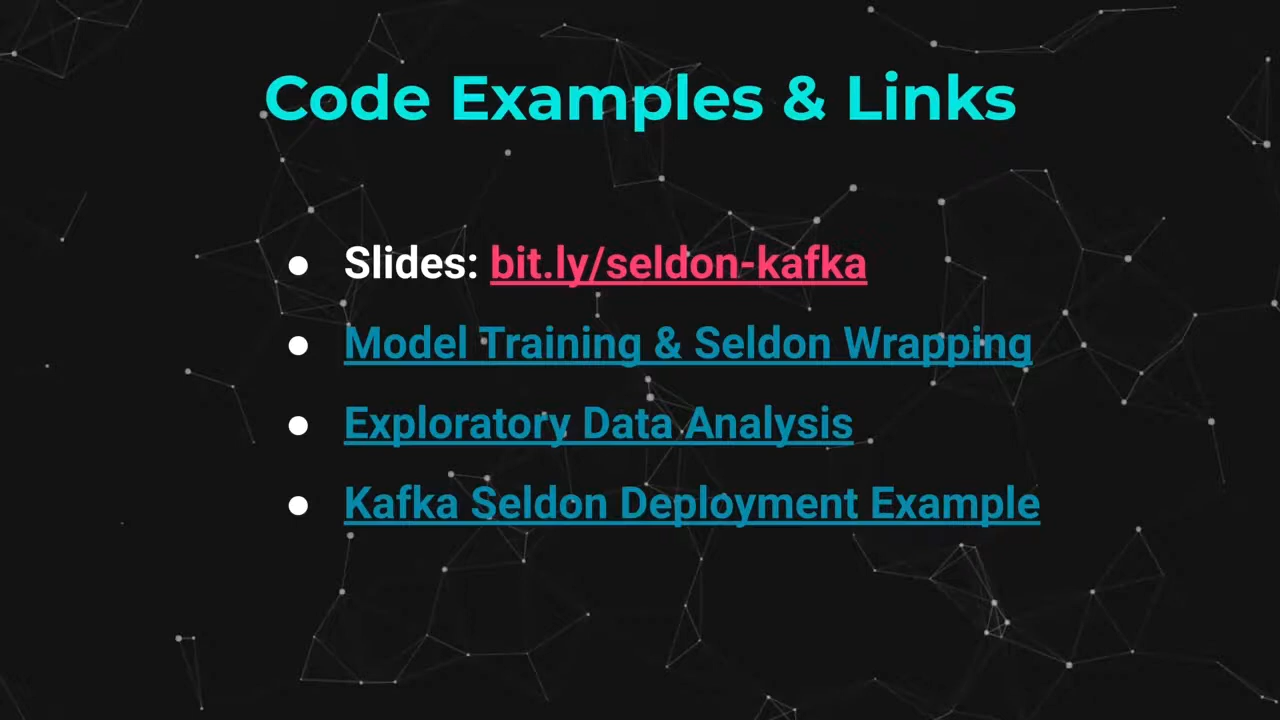 Code Examples & Links
● Slides: bit.ly/seldon-kafka
● Model Training & Seldon Wrapping
● Exploratory Data Analysis
● Kafka Seldon Deployment Example